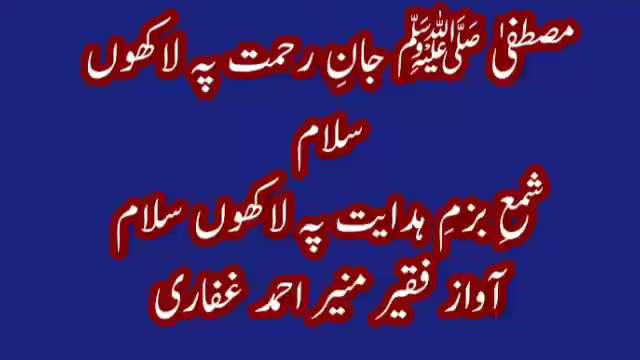 مصطفیٰ ﷺ جانِ رحمت پہ لاکھوں
سلام
شمعِ بزمِ ہدایت پہ لاکھوں سلام
آواز فقیر منیر احمد غفاری